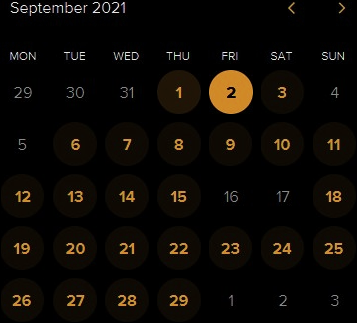 September 2021
MON TUE WED THU FRI SAT SUN
29 30 31 1 2 3 4
5 6 7 8 9 10 11
12 13 14 15 16 17 18
19 20 21 22 23 24 25
26 27 28 29 1 2 3